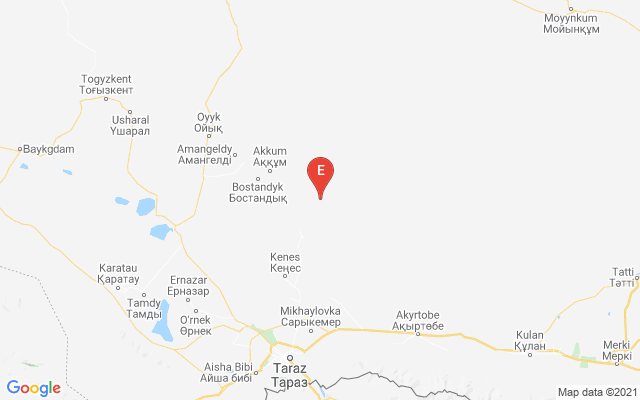 Moyynkum
Мойынқұм
Togyzkent
Тоғызкент
Usharal
Үшарал
Oyyk
Ойық
Baykgdam
Amangeldy
Амангелді
Akkum
Аққұм
E
Bostandyk
Бостандық
Kenes
Кеңес
Karatau
Қаратау
Tatti
Тәтті
Ernazar
Ерназар
Tamdy
Тамды
O'rnek
Өрнек
Mikhaylovka
Сарыкемер
Akyrtobe
Ақыртөбе
Kulan
Құлан
Merki
Меркі
Aisha Bibi
Айша бибі
Taraz
Тараз
Google
Map data ©2021